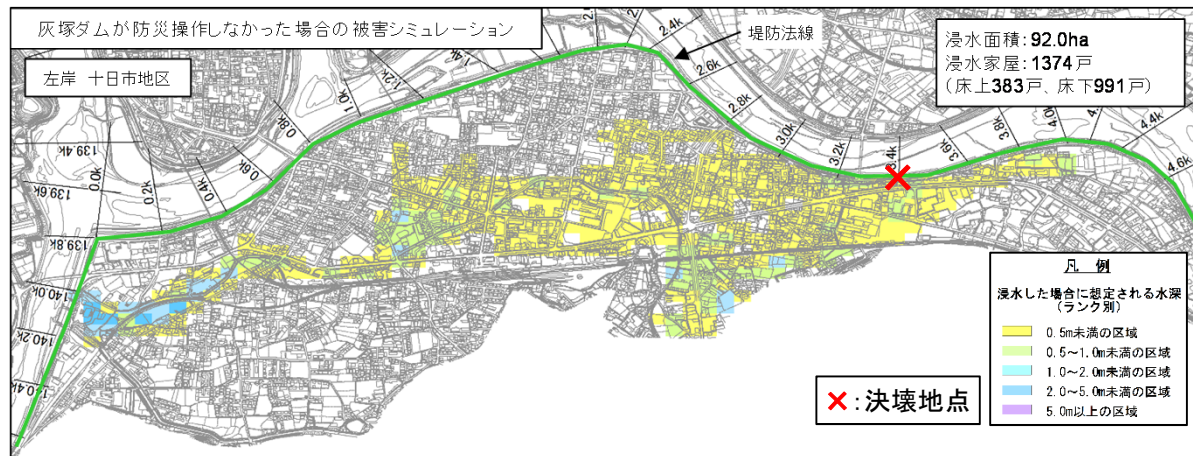 灰塚ダムが防災操作しなかった場合の被害シミュレーション
左岸 十日市地区
堤防法線
浸水面積:92.0ha
浸水家屋:1374戸
(床上383戸、床下991戸)
139.4k
139.6k
139.8k
140.0k
140.2k
0.0k
0.2k
0.4k
0.6k
0.8k
1.0k
1.2k
1.4k
2.4k
2.6k
2.8k
3.0k
3.2k
3.4k
3.6k
3.8k
4.0k
4.4k
4.6k
凡 例
浸水した場合に想定される水深
(ランク別)
0.5m未満の区域
0.5~1.0m未満の区域
1.0~2.0m未満の区域
2.0~5.0m未満の区域
5.0m以上の区域
×:決壊地点